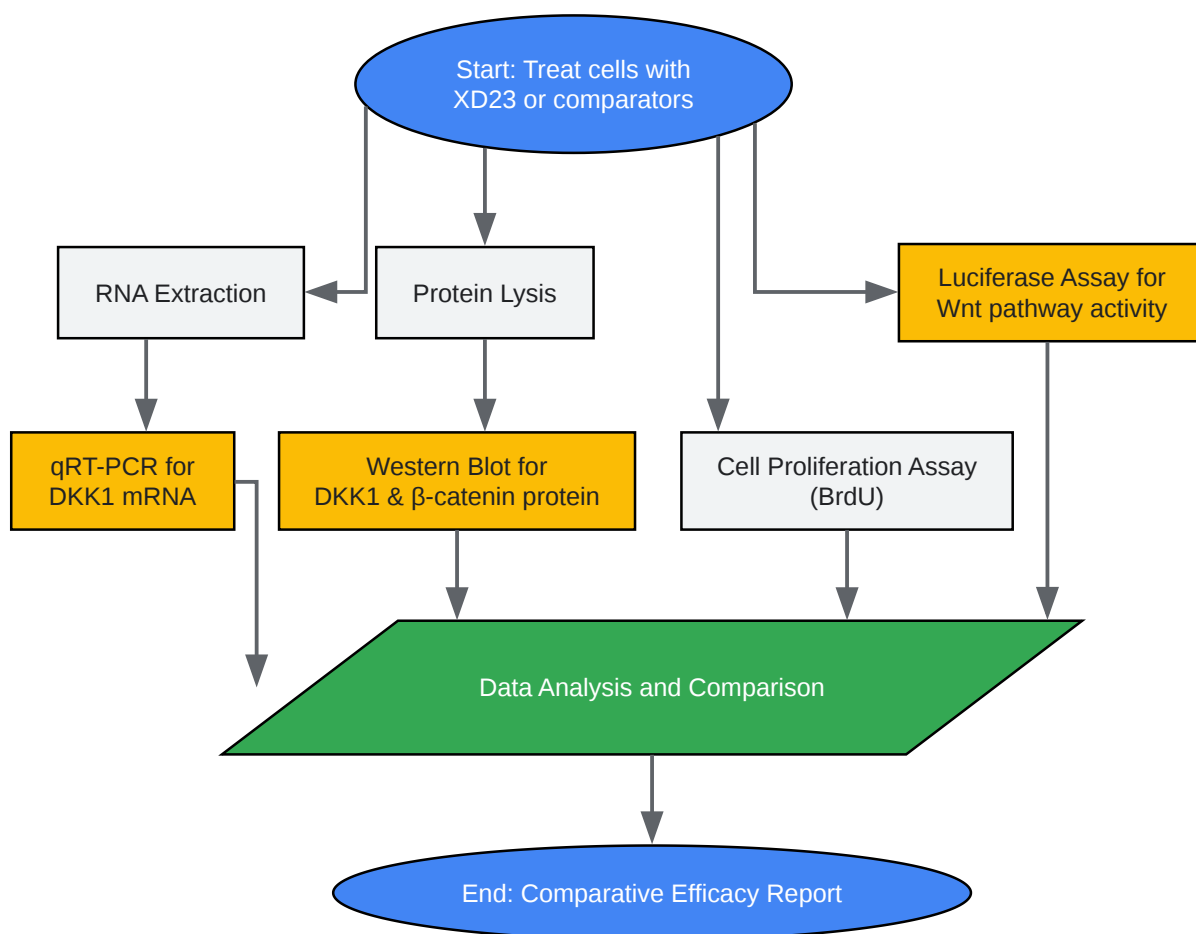 Start: Treat cells with
XD23 or comparators
RNA Extraction
Protein Lysis
Luciferase Assay for
Wnt pathway activity
qRT-PCR for
DKK1 mRNA
Western Blot for
DKK1 & β-catenin protein
Cell Proliferation Assay
(BrdU)
Data Analysis and Comparison
End: Comparative Efficacy Report